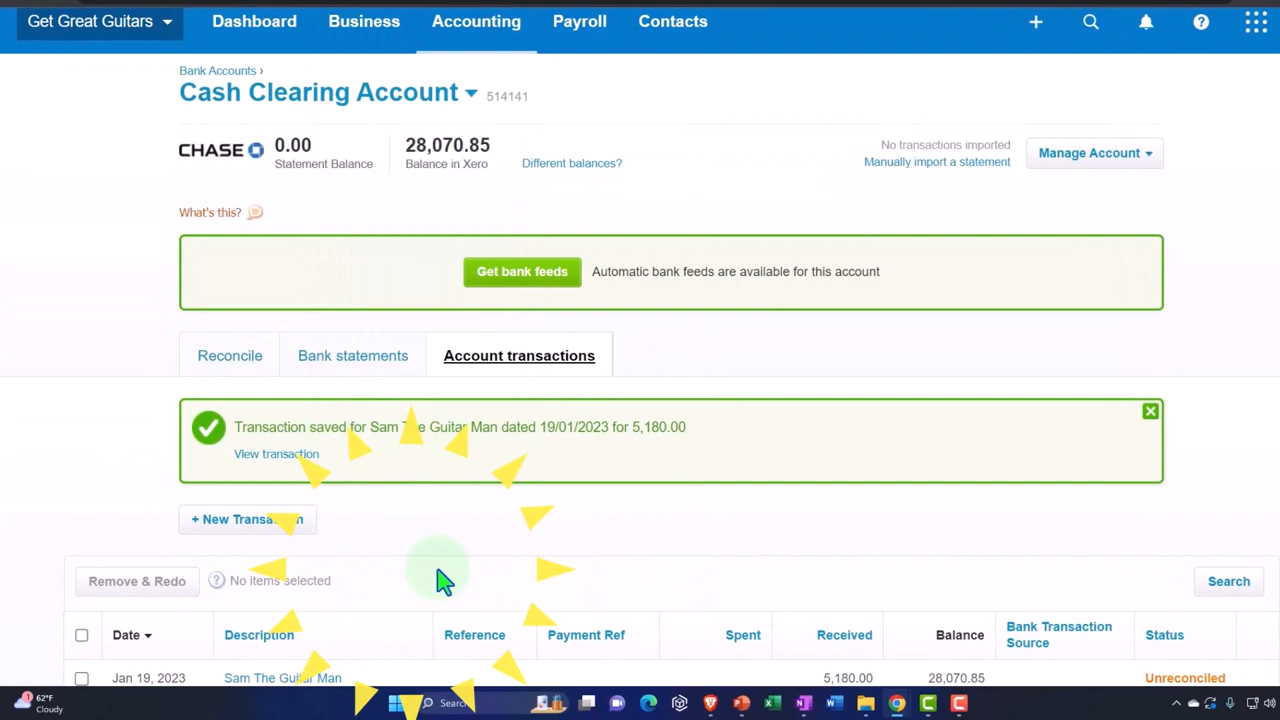 Get Great Guitars Dashboard Business Accounting Payroll Contacts
Bank Accounts ›
Cash Clearing Account 514141
CHASE 0.00 28,070.85
Statement Balance Balance in Xero Different balances?
No transactions imported
Manually import a statement
Manage Account
What's this?
Get bank feeds Automatic bank feeds are available for this account
Reconcile Bank statements Account transactions
Transaction saved for Sam The Guitar Man dated 19/01/2023 for 5,180.00
View transaction
+ New Transaction
Remove & Redo ? No items selected Search
Date Description Reference Payment Ref Spent Received Balance Bank Transaction Source Status
Jan 19, 2023 Sam The Guitar Man 5,180.00 28,070.85 Unreconciled
62°F
Cloudy
Search